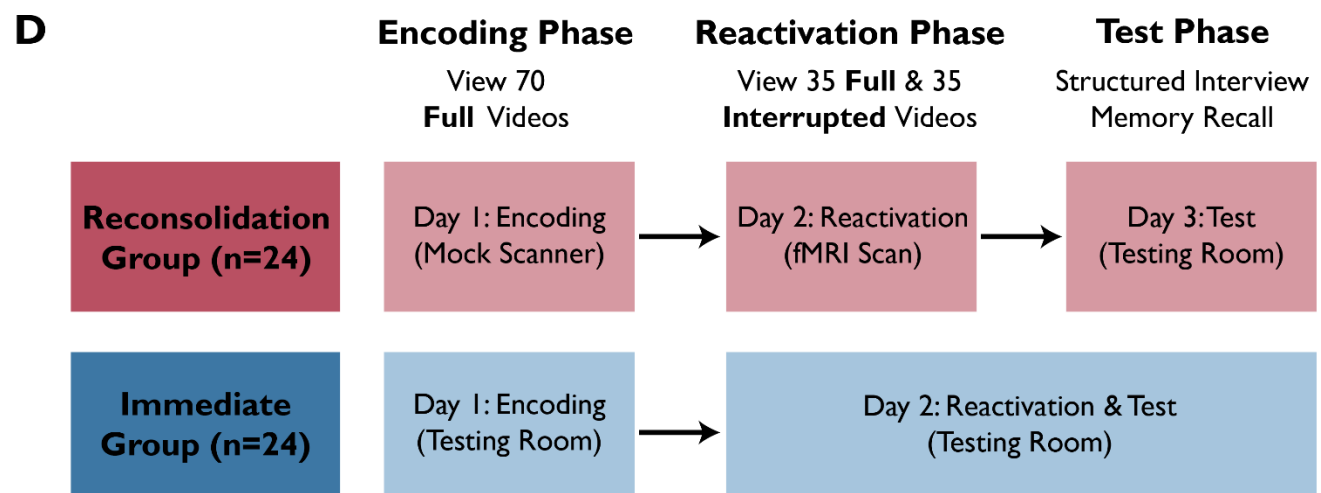 D
Encoding Phase
View 70
Full Videos
Reactivation Phase
View 35 Full & 35
Interrupted Videos
Test Phase
Structured Interview
Memory Recall
Reconsolidation
Group (n=24)
Day 1: Encoding
(Mock Scanner)
Day 2: Reactivation
(fMRI Scan)
Day 3: Test
(Testing Room)
Immediate
Group (n=24)
Day 1: Encoding
(Testing Room)
Day 2: Reactivation & Test
(Testing Room)